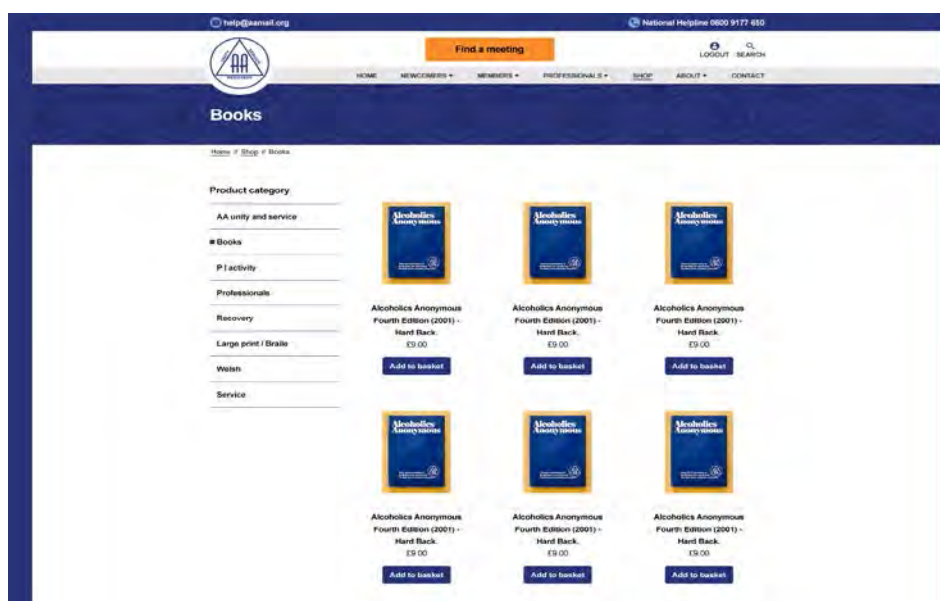 help@aamail.org
National Helpline 0800 9177 650
AA
Find a meeting
LOGOUT SEARCH
HOME NEWCOMERS MEMBERS PROFESSIONALS SHOP ABOUT CONTACT
Books
Home // Shop // Books
Product category
AA unity and service
Books
P I activity
Professionals
Recovery
Large print / Braile
Welsh
Service
Alcoholics Anonymous
Alcoholics Anonymous
Alcoholics Anonymous
Alcoholics Anonymous Alcoholics Anonymous Alcoholics Anonymous
Fourth Edition (2001) - Fourth Edition (2001) - Fourth Edition (2001) -
Hard Back. Hard Back. Hard Back.
£9.00 £9.00 £9.00
Add to basket Add to basket Add to basket
Alcoholics Anonymous
Alcoholics Anonymous
Alcoholics Anonymous
Alcoholics Anonymous Alcoholics Anonymous Alcoholics Anonymous
Fourth Edition (2001) - Fourth Edition (2001) - Fourth Edition (2001) -
Hard Back. Hard Back. Hard Back.
£9.00 £9.00 £9.00
Add to basket Add to basket Add to basket